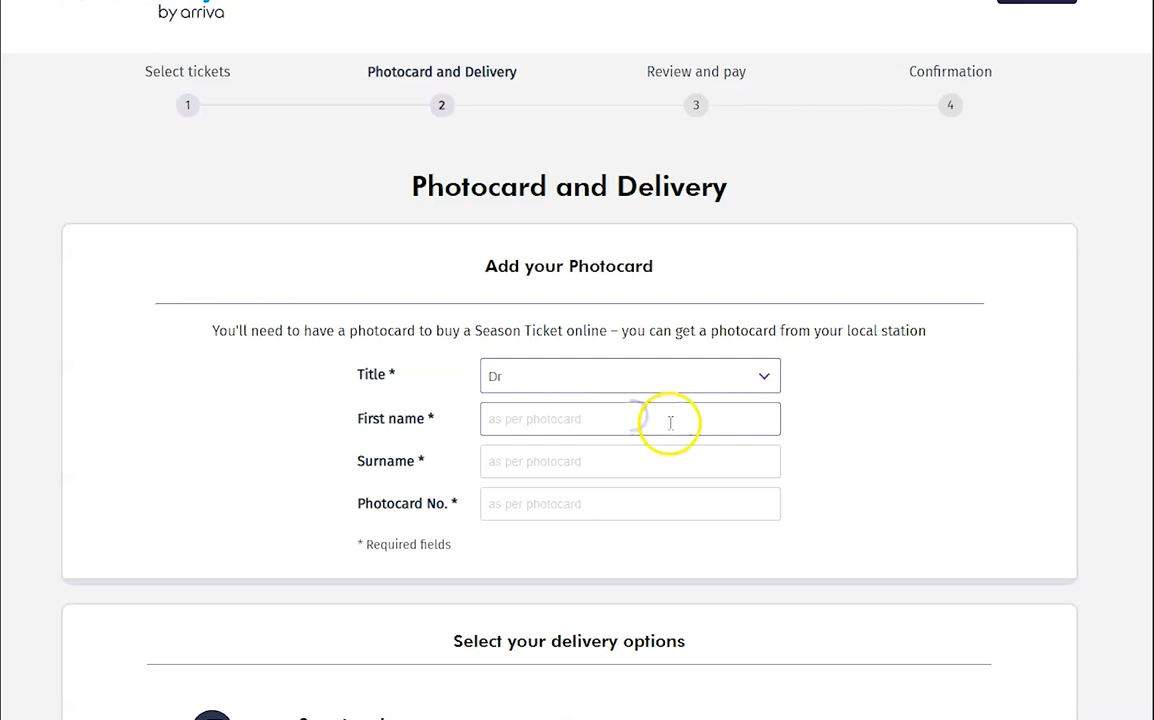 by arriva
Select tickets
Photocard and Delivery
Review and pay
Confirmation
1
2
3
4
Photocard and Delivery
Add your Photocard
You'll need to have a photocard to buy a Season Ticket online – you can get a photocard from your local station
Title *
Dr
First name *
as per photocard
Surname *
as per photocard
Photocard No. *
as per photocard
* Required fields
Select your delivery options